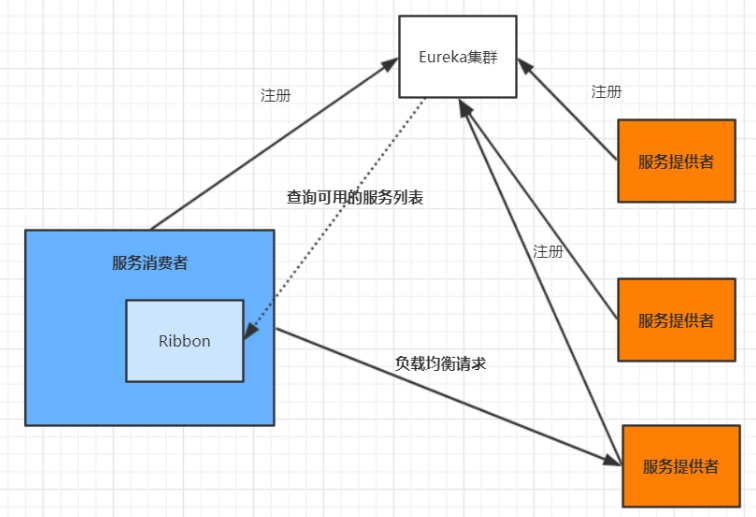 Eureka集群
注册
注册
服务提供者
查询可用的服务列表
注册
服务消费者
服务提供者
Ribbon
负载均衡请求
服务提供者